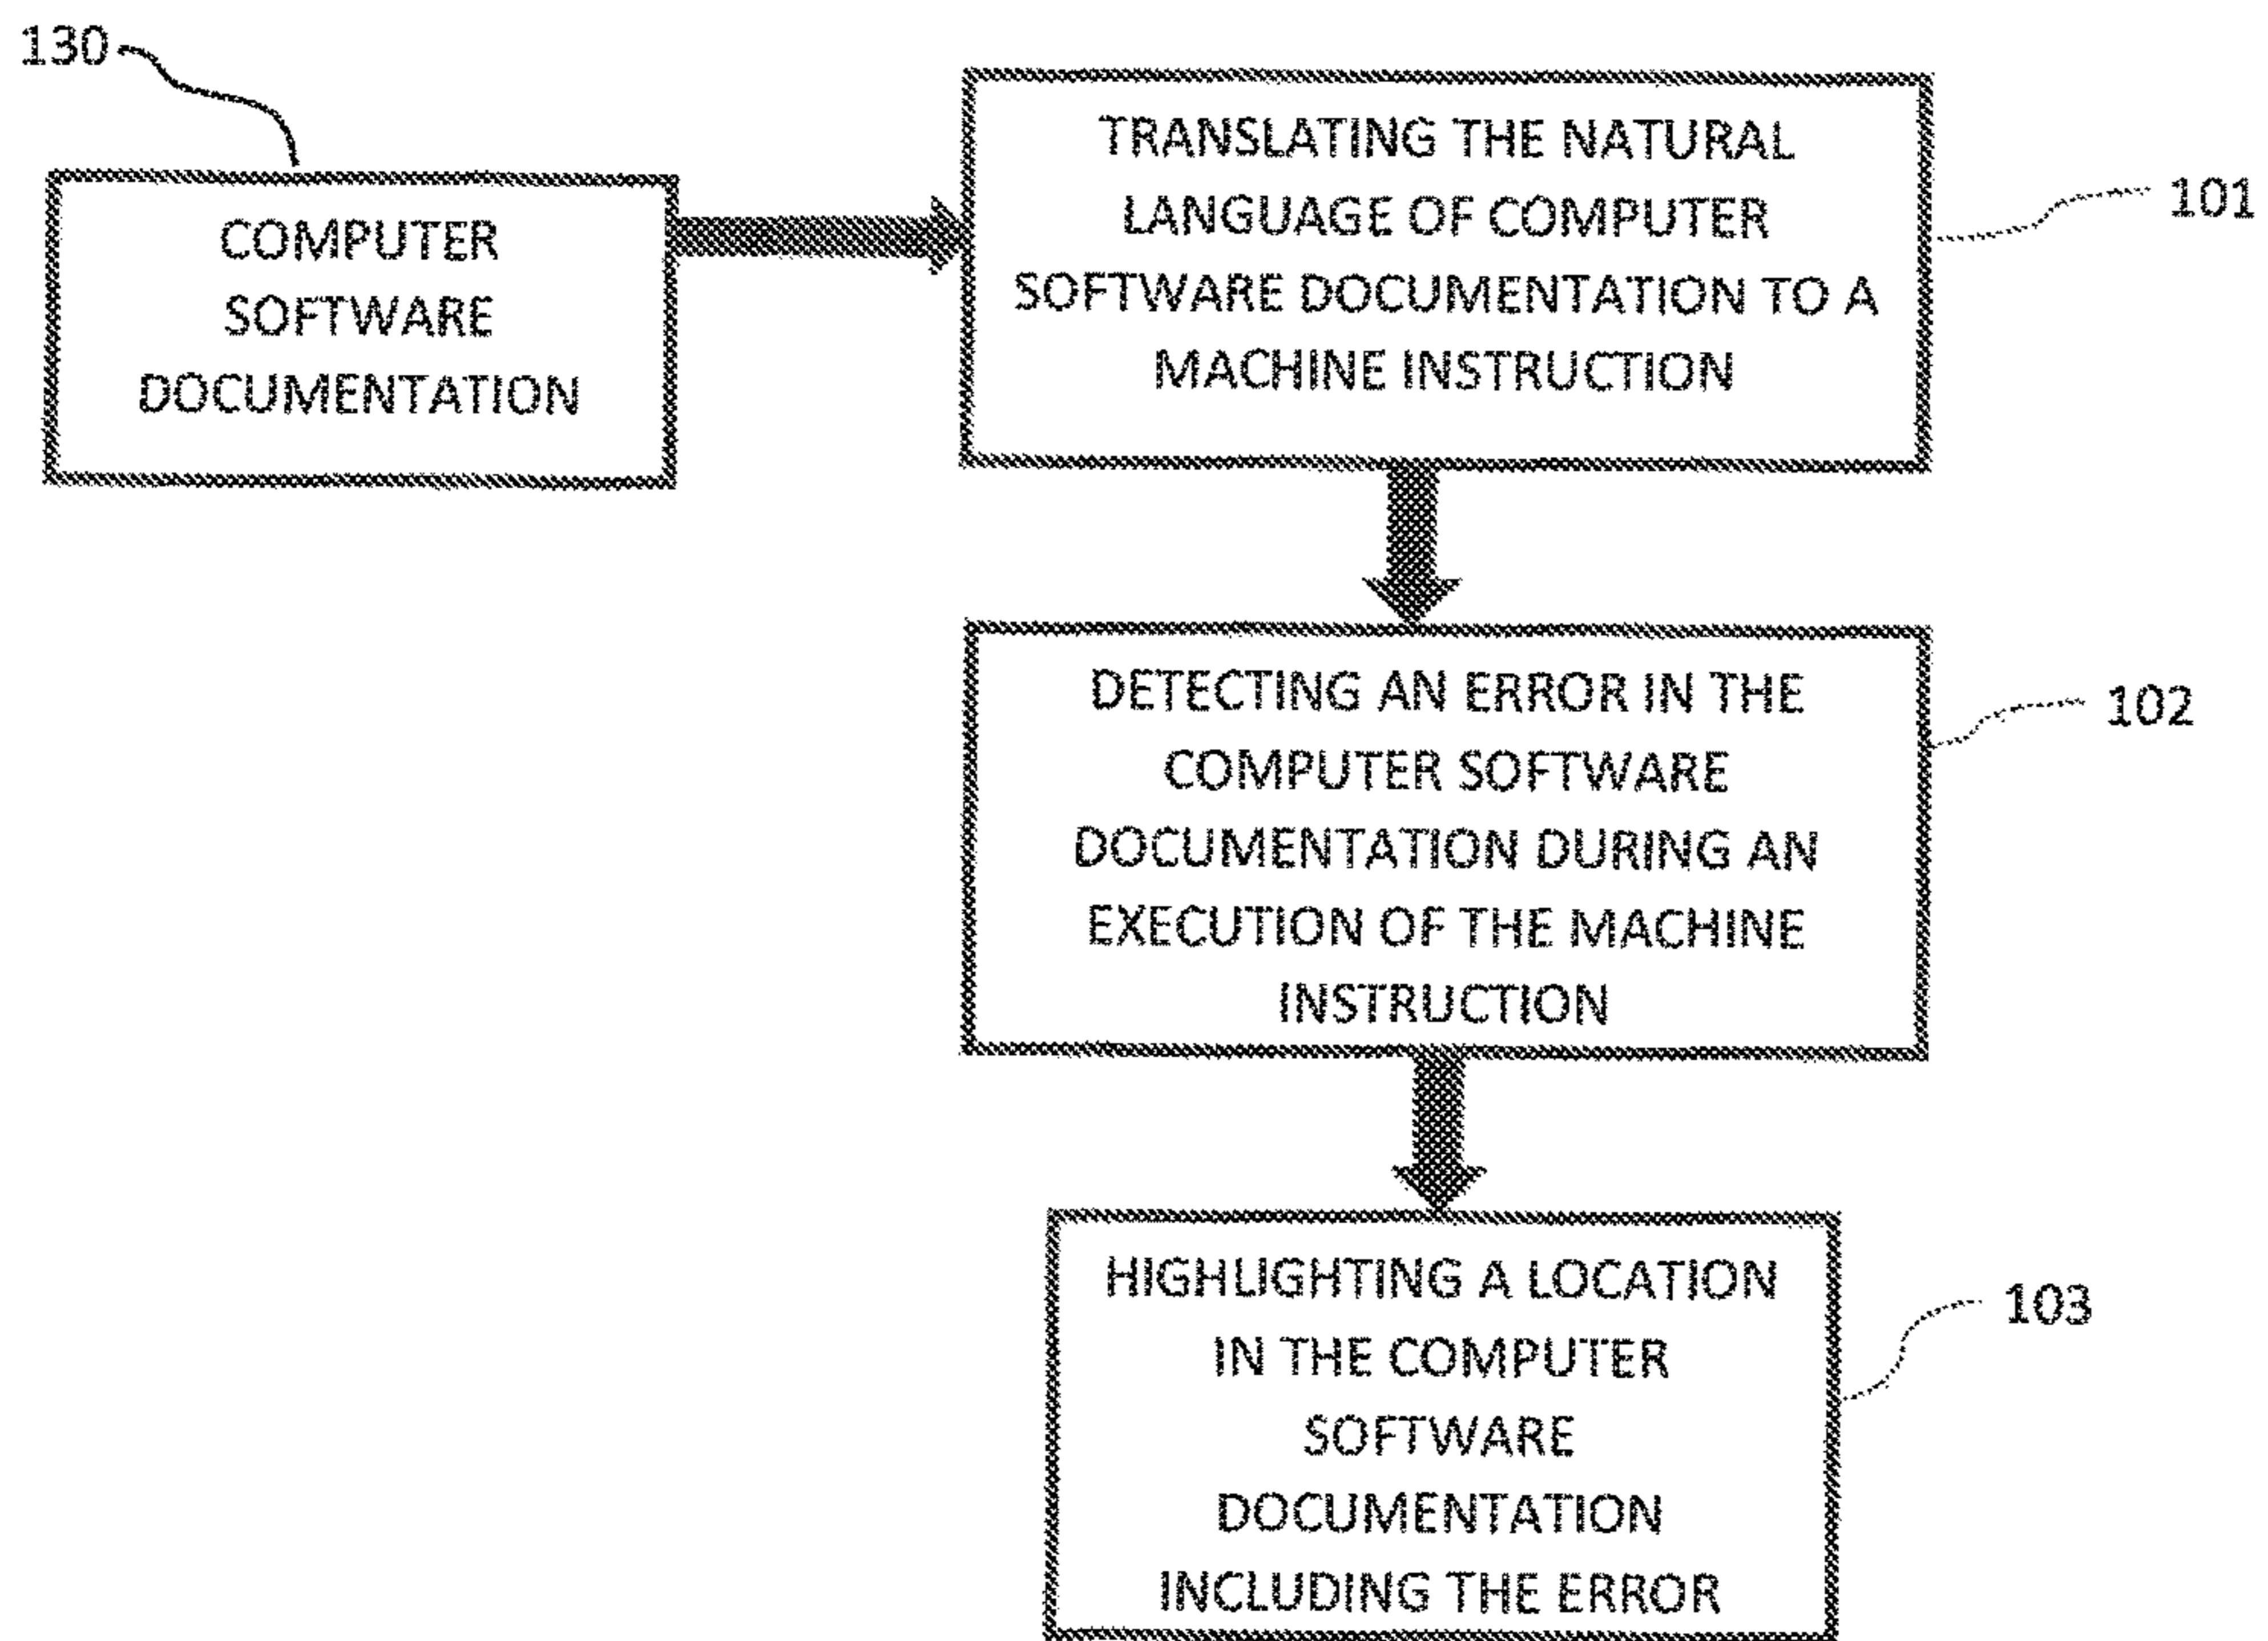 130
COMPUTER
SOFTWARE
DOCUMENTATION
TRANSLATING THE NATURAL
LANGUAGE OF COMPUTER
SOFTWARE DOCUMENTATION TO A
MACHINE INSTRUCTION
101
DETECTING AN ERROR IN THE
COMPUTER SOFTWARE
DOCUMENTATION DURING AN
EXECUTION OF THE MACHINE
INSTRUCTION
102
HIGHLIGHTING A LOCATION
IN THE COMPUTER
SOFTWARE
DOCUMENTATION
INCLUDING THE ERROR
103